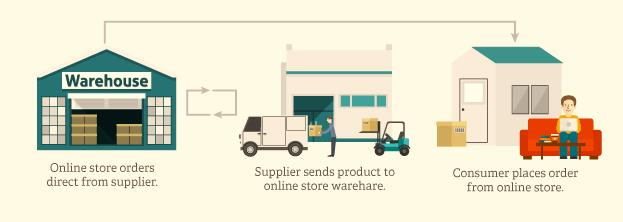 Warehouse
Online store orders
direct from supplier.
Supplier sends product to
online store warehare.
Consumer places order
from online store.